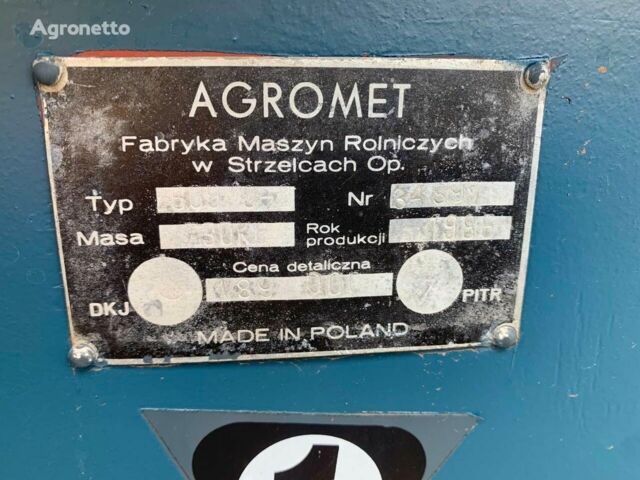 Agronetto
AGROMET
Fabryka Maszyn Rolniczych
w Strzelcach Op.
Typ Nr
Masa Rok produkcji
Cena detaliczna
DKJ PITR
MADE IN POLAND
1